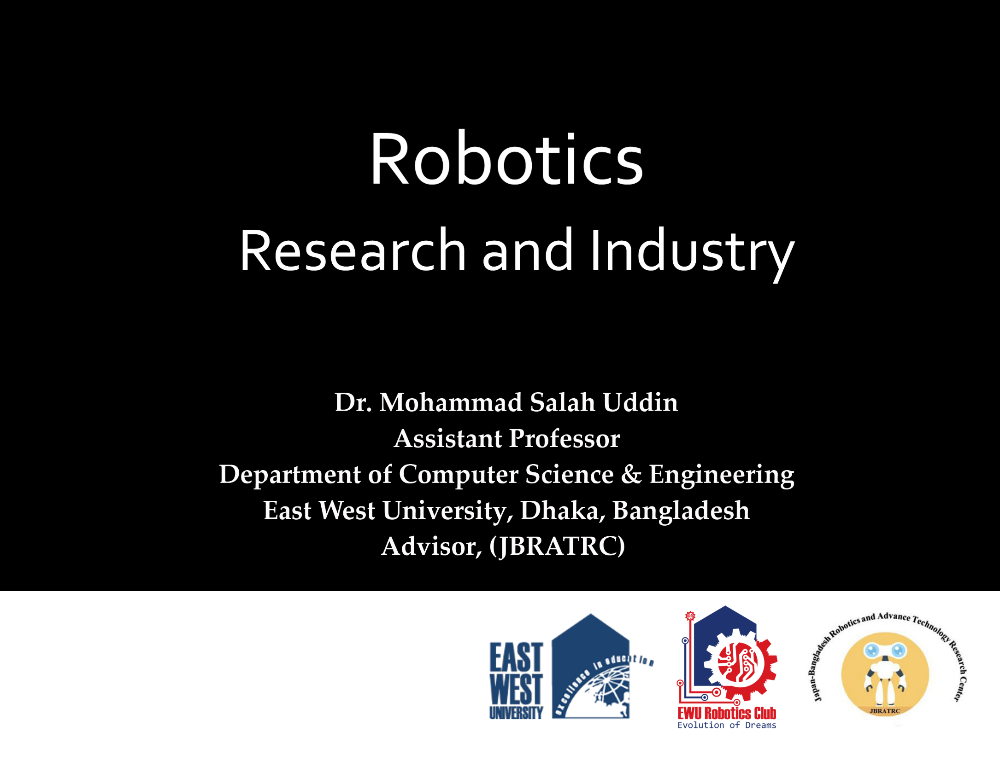 Robotics
Research and Industry
Dr. Mohammad Salah Uddin
Assistant Professor
Department of Computer Science & Engineering
East West University, Dhaka, Bangladesh
Advisor, (JBRATRC)
EAST
WEST
UNIVERSITY
excellence in education
EWU Robotics Club
Evolution of Dreams
Japan-Bangladesh Robotics and Advance Technology Research Center
JBRATRC